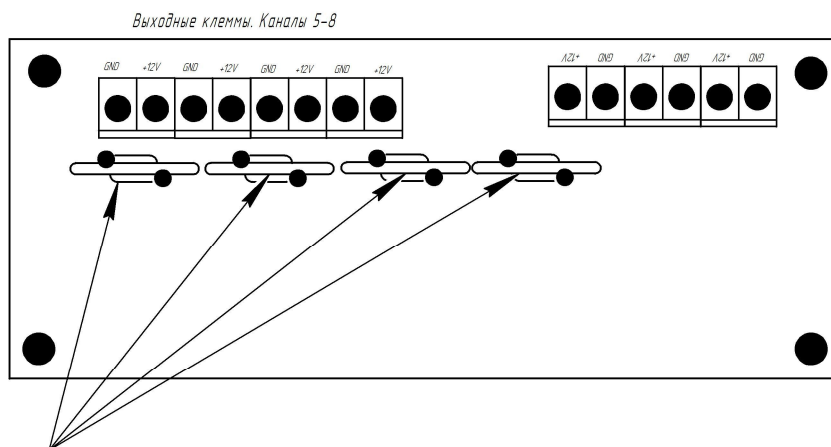 Выходные клеммы. Каналы 5-8
GND +12V GND +12V GND +12V GND +12V
+12V GND +12V GND +12V GND